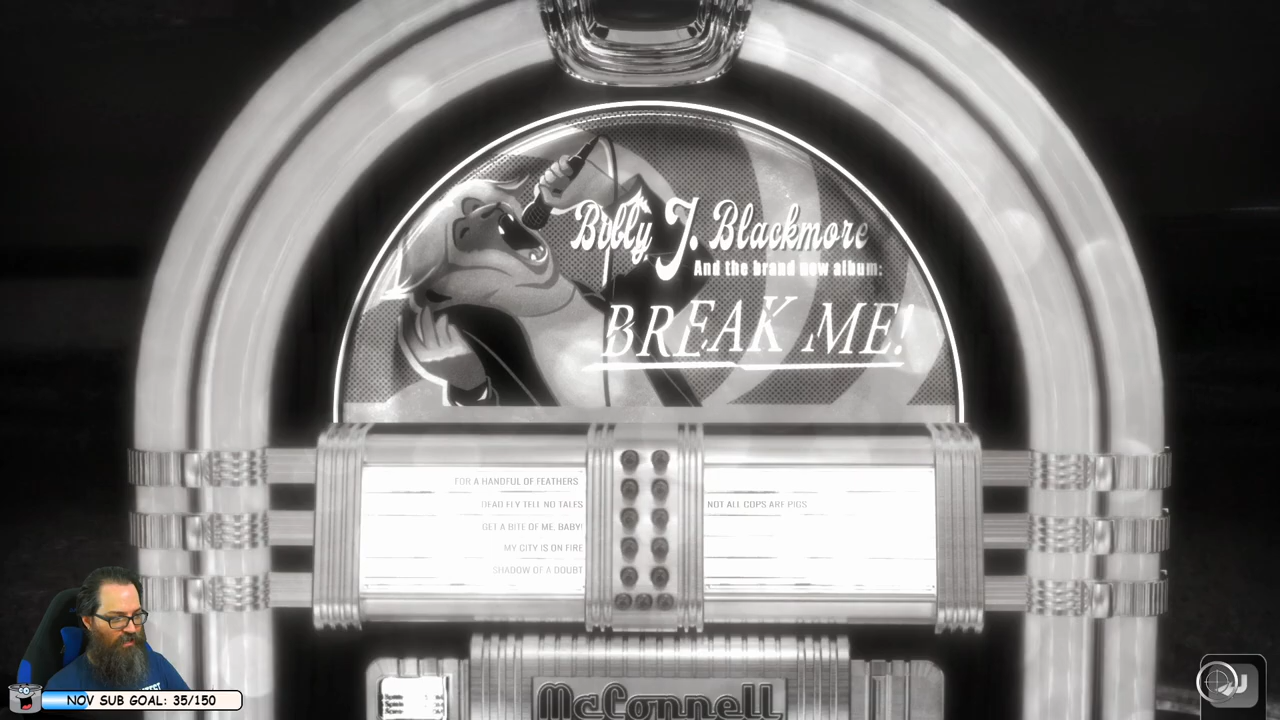 Bibly J. Blackmore
And the brand new album:
BREAK ME!
FOR A HANDFUL OF FEATHERS
DEAD FLY TELL NO TALES
NOT ALL COPS ARE PIGS
GET A BITE OF ME, BABY!
MY CITY IS ON FIRE
SHADOW OF A DOUBT
McConnell
NOV SUB GOAL: 35/150